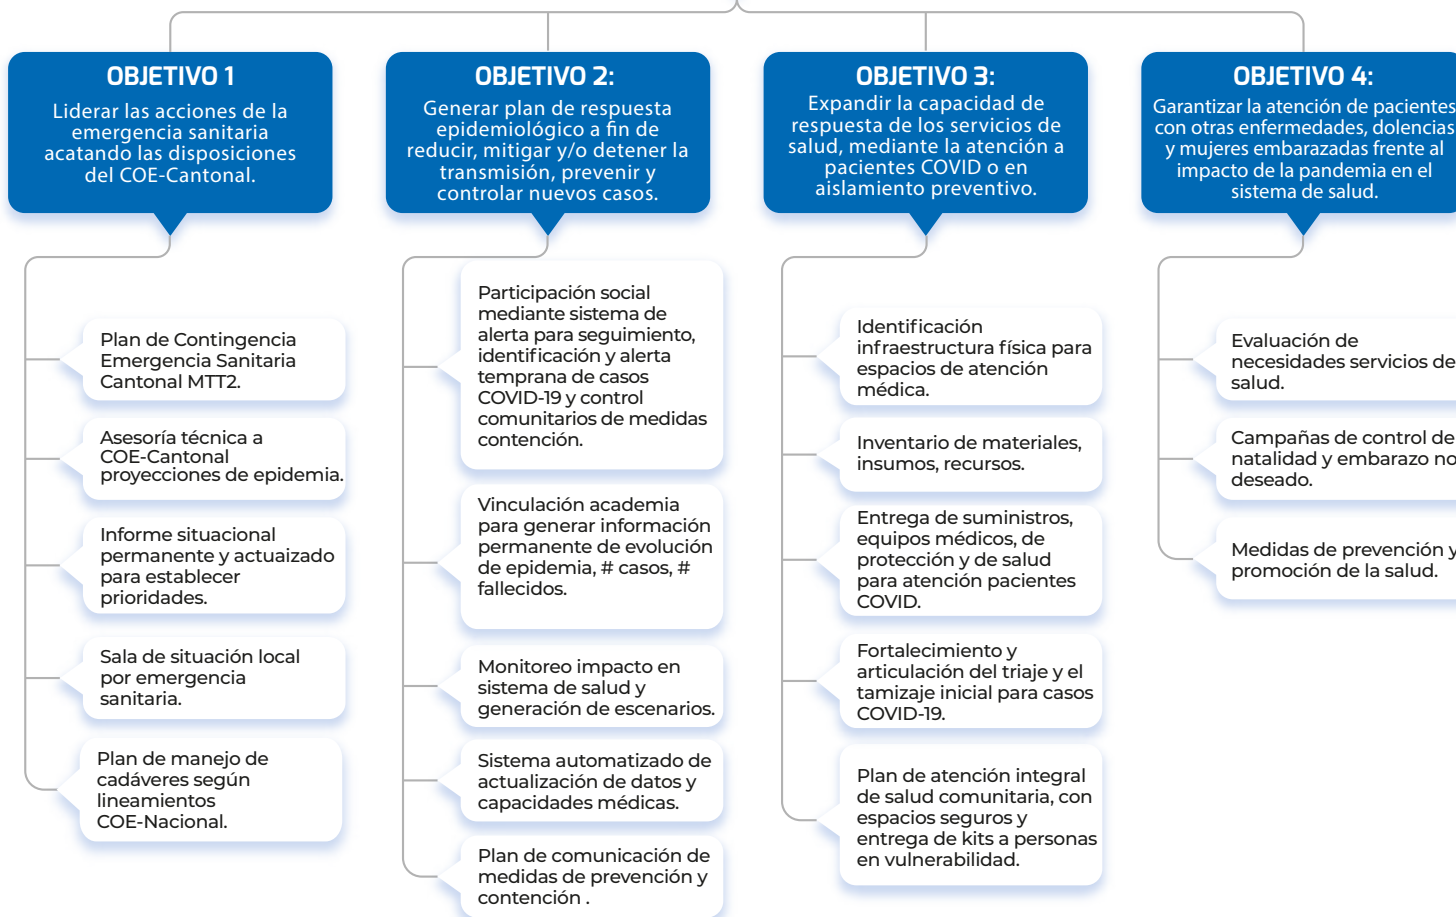 OBJETIVO 1
Liderar las acciones de la
emergencia sanitaria
acatando las disposiciones
del COE-Cantonal.
Plan de Contingencia
Emergencia Sanitaria
Cantonal MTT2.
Asesoría técnica a
COE-Cantonal
proyecciones de epidemia.
Informe situacional
permanente y actuaizado
para establecer
prioridades.
Sala de situación local
por emergencia
sanitaria.
Plan de manejo de
cadáveres según
lineamientos
COE-Nacional.
OBJETIVO 2:
Generar plan de respuesta
epidemiológico a fin de
reducir, mitigar y/o detener la
transmisión, prevenir y
controlar nuevos casos.
Participación social
mediante sistema de
alerta para seguimiento,
identificación y alerta
temprana de casos
COVID-19 y control
comunitarios de medidas
contención.
Vinculación academia
para generar información
permanente de evolución
de epidemia, # casos, #
fallecidos.
Monitoreo impacto en
sistema de salud y
generación de escenarios.
Sistema automatizado de
actualización de datos y
capacidades médicas.
Plan de comunicación de
medidas de prevención y
contención .
OBJETIVO 3:
Expandir la capacidad de
respuesta de los servicios de
salud, mediante la atención a
pacientes COVID o en
aislamiento preventivo.
Identificación
infraestructura física para
espacios de atención
médica.
Inventario de materiales,
insumos, recursos.
Entrega de suministros,
equipos médicos, de
protección y de salud
para atención pacientes
COVID.
Fortalecimiento y
articulación del triaje y el
tamizaje inicial para casos
COVID-19.
Plan de atención integral
de salud comunitaria, con
espacios seguros y
entrega de kits a personas
en vulnerabilidad.
OBJETIVO 4:
Garantizar la atención de pacientes
con otras enfermedades, dolencias
y mujeres embarazadas frente al
impacto de la pandemia en el
sistema de salud.
Evaluación de
necesidades servicios de
salud.
Campañas de control de
natalidad y embarazo no
deseado.
Medidas de prevención y
promoción de la salud.